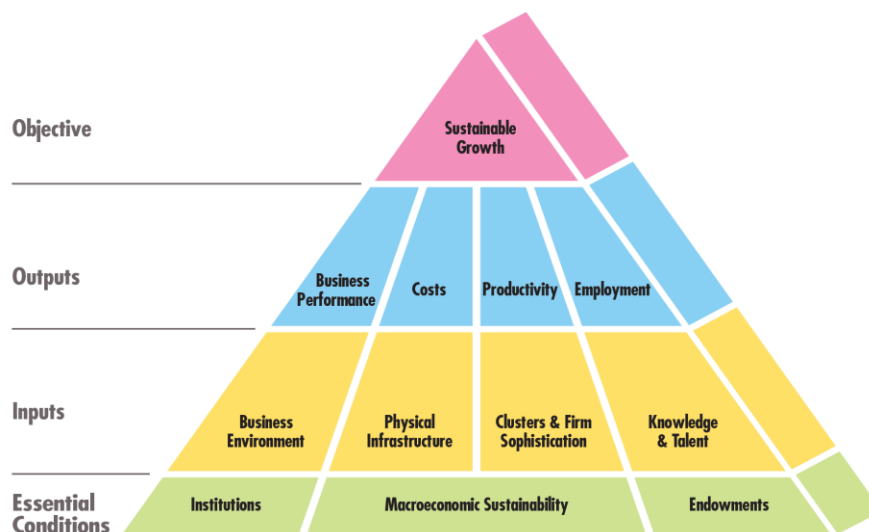 Objective
Sustainable
Growth
Outputs
Business
Performance
Costs
Productivity
Employment
Inputs
Business
Environment
Physical
Infrastructure
Clusters & Firm
Sophistication
Knowledge
& Talent
Essential
Conditions
Institutions
Macroeconomic Sustainability
Endowments